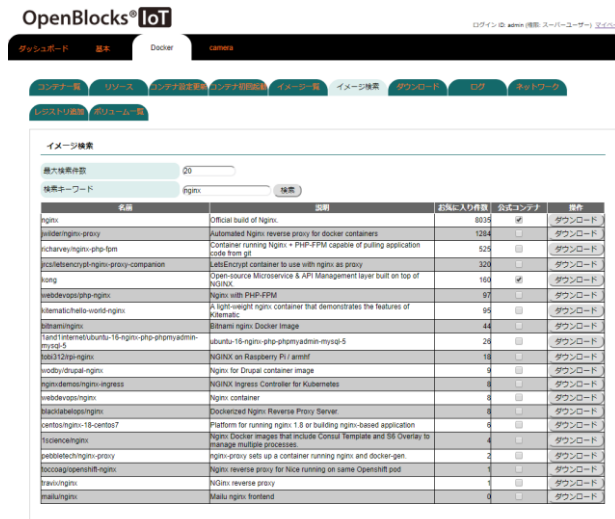 OpenBlocks® IoT
ログイン ID: admin (権限: スーパーユーザー) マイペ
ダッシュボード 基本 Docker camera
コンテナ一覧 リソース コンテナ設定更新 コンテナ初回起動 イメージ一覧 イメージ検索 ダウンロード ログ ネットワーク
レジストリ追加 ボリューム一覧
イメージ検索
最大検索件数 20
検索キーワード nginx 検索
名前 説明 お気に入り件数 公式コンテナ 操作
nginx Official build of Nginx. 8035 ダウンロード
jwilder/nginx-proxy Automated Nginx reverse proxy for docker containers 1284 ダウンロード
richarvey/nginx-php-fpm Container running Nginx + PHP-FPM capable of pulling application 525 ダウンロード
code from git
jrcs/letsencrypt-nginx-proxy-companion LetsEncrypt container to use with nginx as proxy 320 ダウンロード
kong Open-source Microservice & API Management layer built on top of 160 ダウンロード
NGINX.
webdevops/php-nginx Nginx with PHP-FPM 97 ダウンロード
kitematic/hello-world-nginx A light-weight nginx container that demonstrates the features of 95 ダウンロード
Kitematic
bitnami/nginx Bitnami nginx Docker Image 44 ダウンロード
1and1internet/ubuntu-16-nginx-php-phpmyadmin- ubuntu-16-nginx-php-phpmyadmin-mysql-5 26 ダウンロード
mysql-5
tobi312/rpi-nginx NGINX on Raspberry Pi / armhf 18 ダウンロード
wodby/drupal-nginx Nginx for Drupal container image 9 ダウンロード
nginxdemos/nginx-ingress NGINX Ingress Controller for Kubernetes 8 ダウンロード
webdevops/nginx Nginx container 8 ダウンロード
blacklabelops/nginx Dockerized Nginx Reverse Proxy Server. 8 ダウンロード
centos/nginx-18-centos7 Platform for running nginx 1.8 or building nginx-based application 6 ダウンロード
1science/nginx Nginx Docker images that include Consul Template and S6 Overlay to 4 ダウンロード
manage multiple processes.
pebbletech/nginx-proxy nginx-proxy sets up a container running nginx and docker-gen. 2 ダウンロード
toccoag/openshift-nginx Nginx reverse proxy for Nice running on same Openshift pod 1 ダウンロード
travix/nginx NGinx reverse proxy 1 ダウンロード
mailu/nginx Mailu nginx frontend 0 ダウンロード